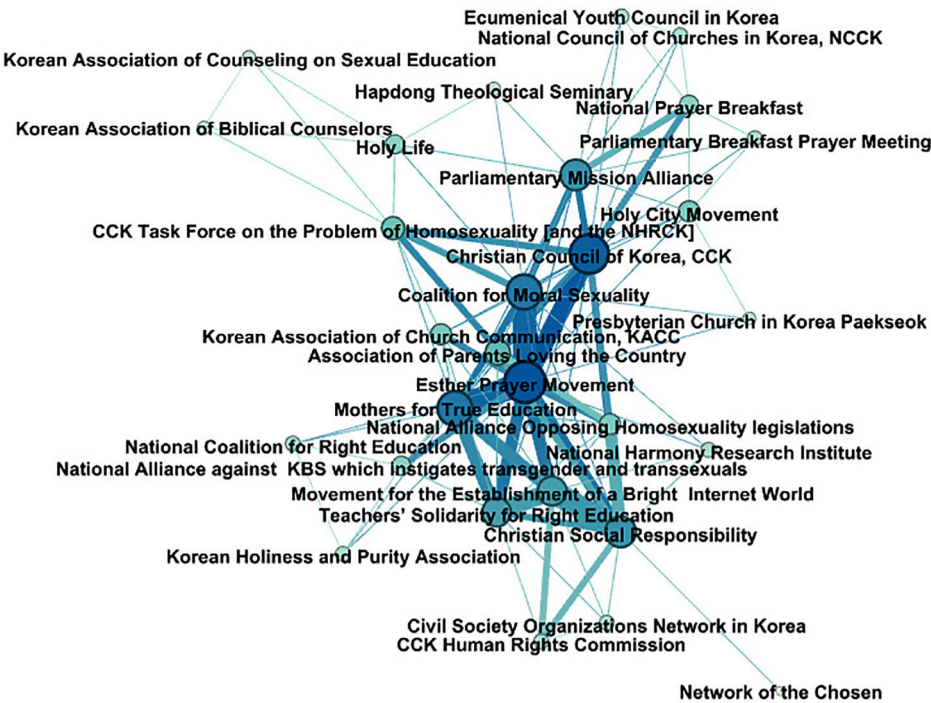 Ecumenical Youth Council in Korea
National Council of Churches in Korea, NCCK
Korean Association of Counseling on Sexual Education
Hapdong Theological Seminary
National Prayer Breakfast
Korean Association of Biblical Counselors
Parliamentary Breakfast Prayer Meeting
Holy Life
Parliamentary Mission Alliance
Holy City Movement
CCK Task Force on the Problem of Homosexuality [and the NHRCK]
Christian Council of Korea, CCK
Coalition for Moral Sexuality
Presbyterian Church in Korea Paekseok
Korean Association of Church Communication, KACC
Association of Parents Loving the Country
Esther Prayer Movement
Mothers for True Education
National Alliance Opposing Homosexuality legislations
National Coalition for Right Education
National Harmony Research Institute
National Alliance against KBS which instigates transgender and transsexuals
Movement for the Establishment of a Bright Internet World
Teachers' Solidarity for Right Education
Christian Social Responsibility
Korean Holiness and Purity Association
Civil Society Organizations Network in Korea
CCK Human Rights Commission
Network of the Chosen